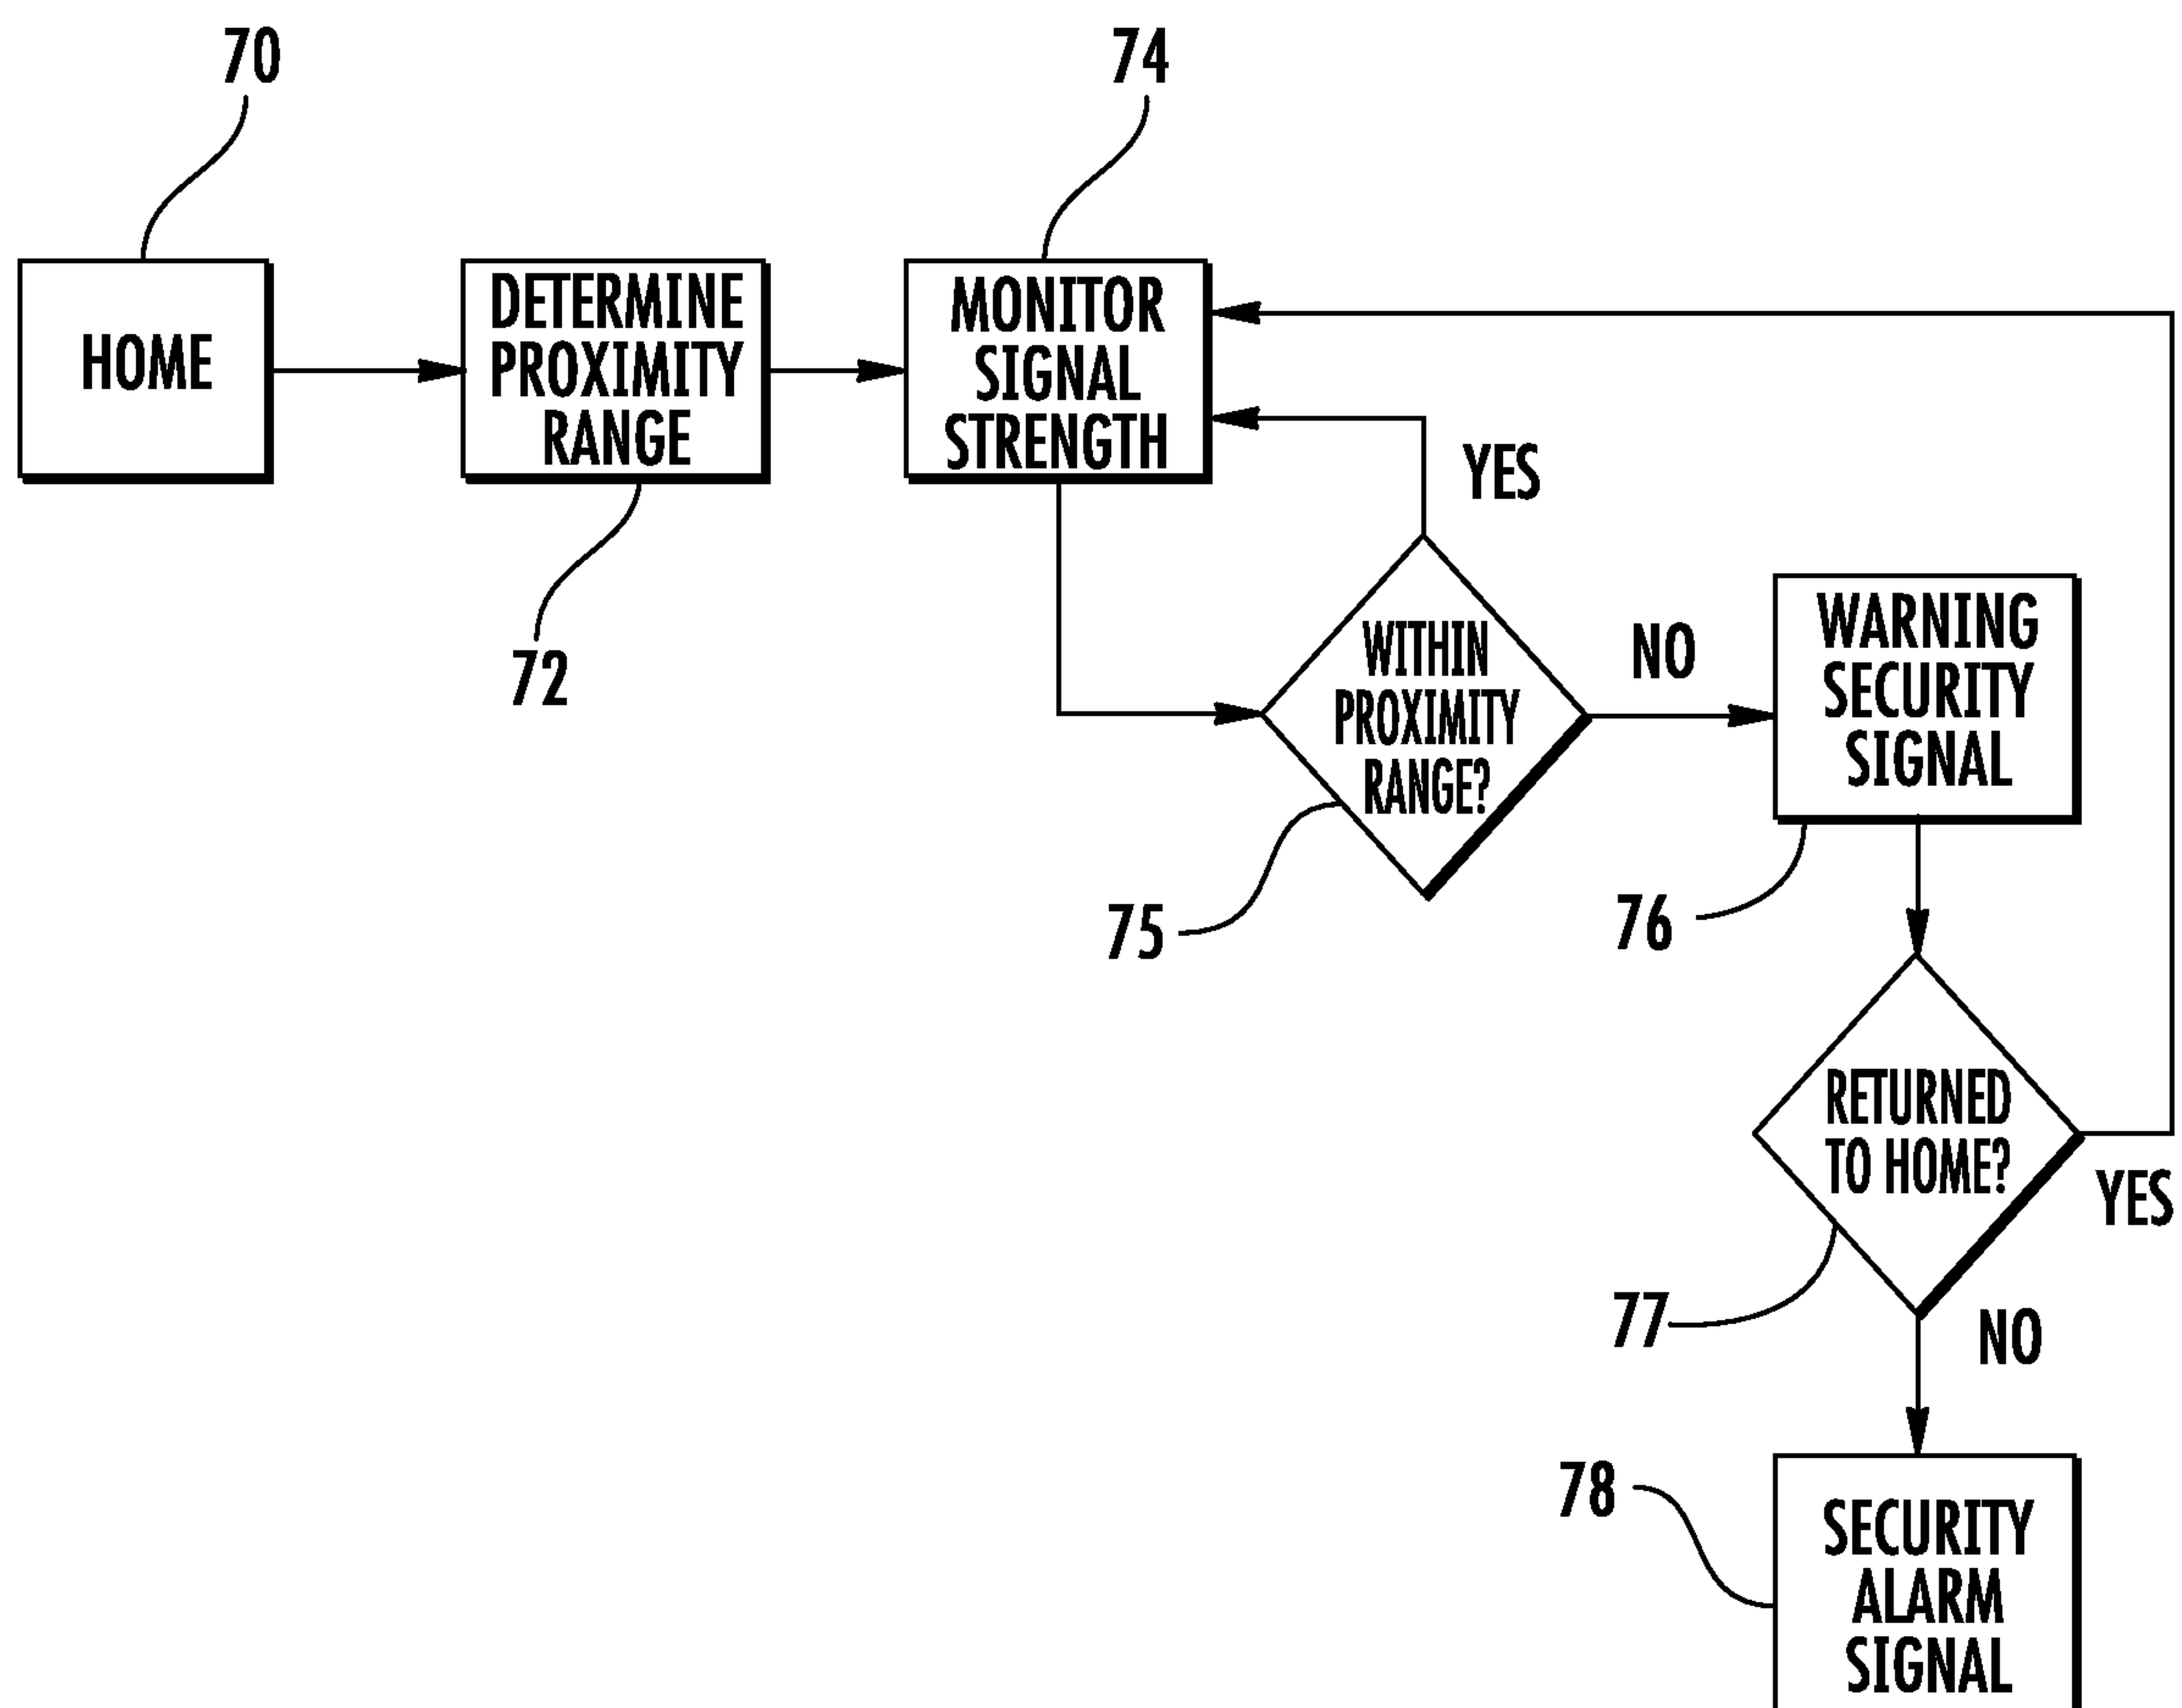 70
74
HOME
DETERMINE
PROXIMITY
RANGE
MONITOR
SIGNAL
STRENGTH
YES
72
WITHIN
PROXIMITY
RANGE?
NO
WARNING
SECURITY
SIGNAL
75
76
RETURNED
TO HOME?
YES
77
NO
78
SECURITY
ALARM
SIGNAL